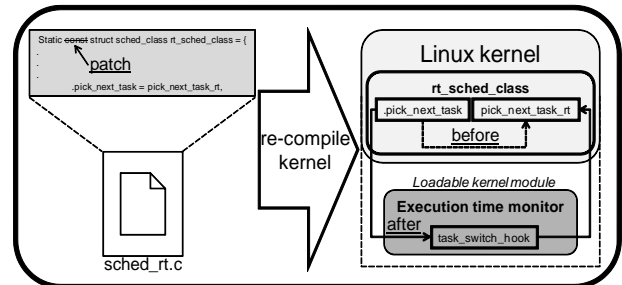 Static const struct sched_class rt_sched_class = {
.
.
.
patch
.pick_next_task = pick_next_task_rt,
sched_rt.c
re-compile
kernel
Linux kernel
rt_sched_class
.pick_next_task pick_next_task_rt
before
Loadable kernel module
Execution time monitor
after
task_switch_hook